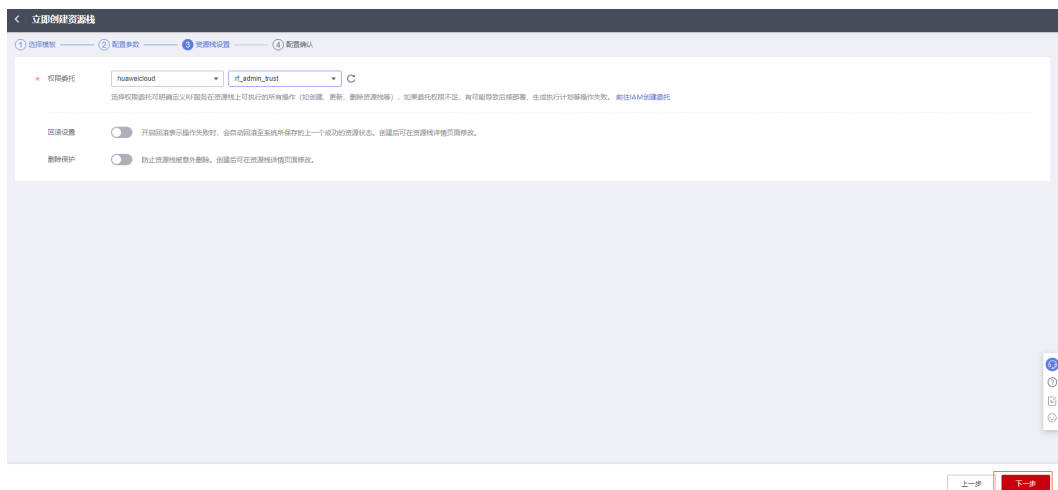 立即创建资源栈
1 选择模板 2 配置参数 3 资源栈设置 4 配置确认
* 权限委托 huaweicloud rf_admin_trust
选择权限委托可明确定义RF服务在资源栈上可执行的所有操作（如创建、更新、删除资源栈等），如果委托权限不足，有可能导致后续部署、生成执行计划等操作失败。 前往IAM创建委托
回滚设置 开启回滚表示操作失败时，会自动回滚至系统所保存的上一个成功的资源状态。创建后可在资源栈详情页面修改。
删除保护 防止资源栈被意外删除。创建后可在资源栈详情页面修改。
上一步 下一步